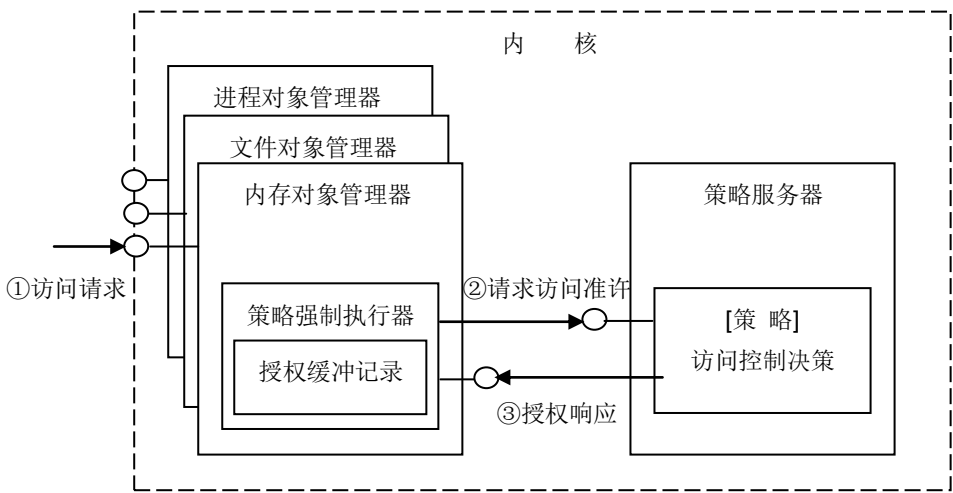 内 核
进程对象管理器
文件对象管理器
内存对象管理器
策略服务器
①访问请求
②请求访问准许
策略强制执行器
[策 略]
授权缓冲记录
访问控制决策
③授权响应